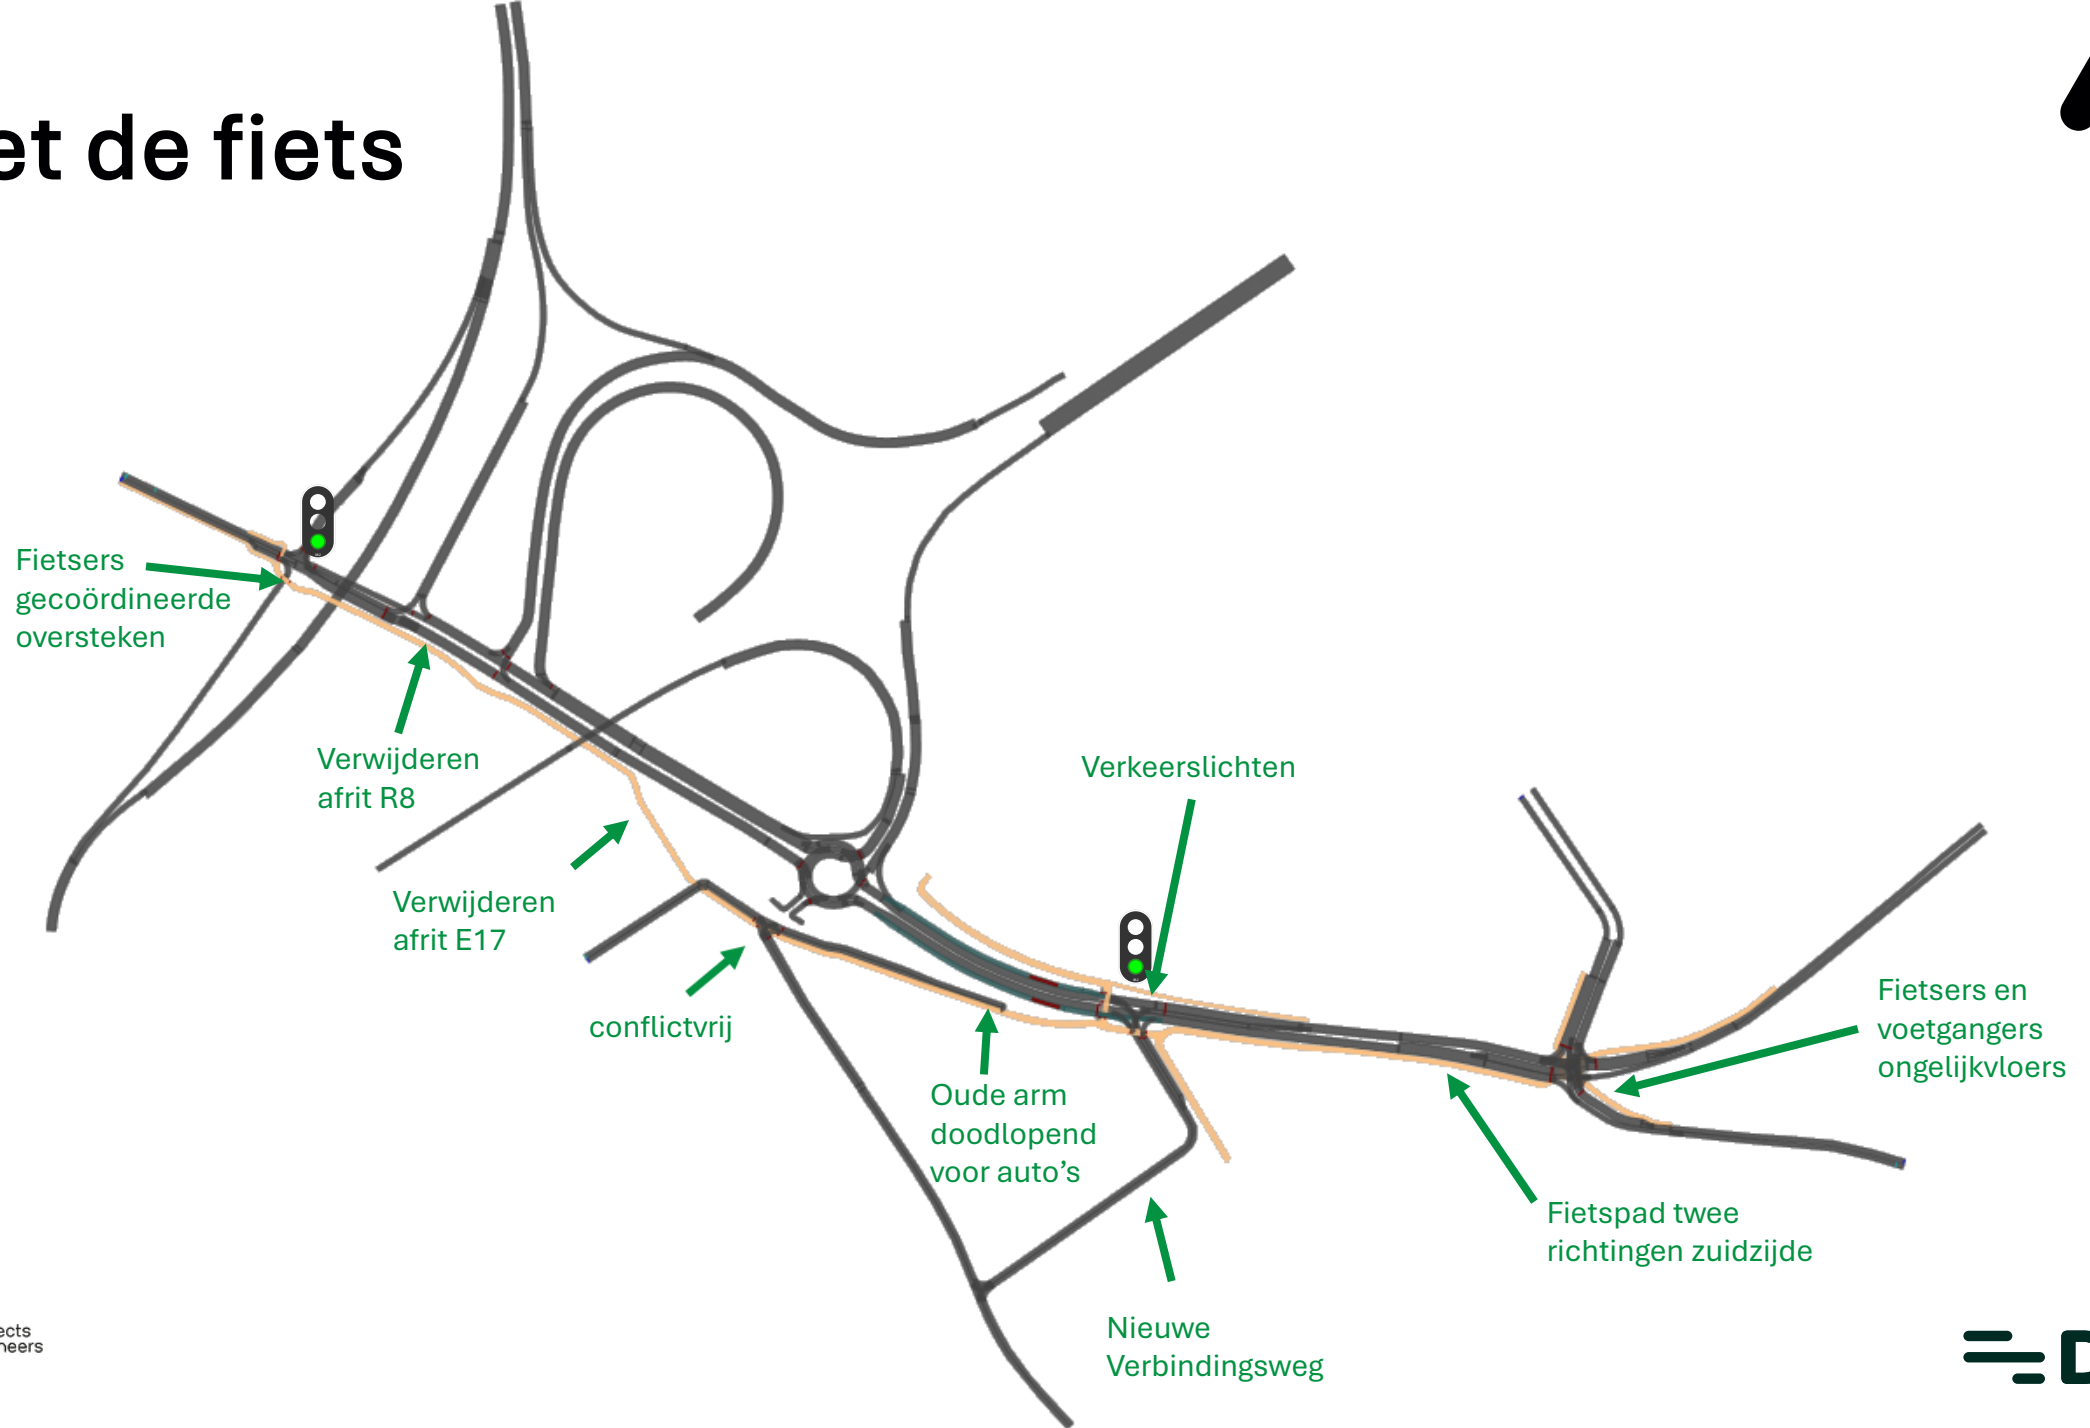 et de fiets
Fietsers
gecoördineerde
oversteken
Verwijderen
afrit R8
Verwijderen
afrit E17
conflictvrij
Verkeerslichten
Oude arm
doodlopend
voor auto’s
Fietsers en
voetgangers
ongelijkvloers
Fietspad twee
richtingen zuidzijde
Nieuwe
Verbindingsweg
ects
neers